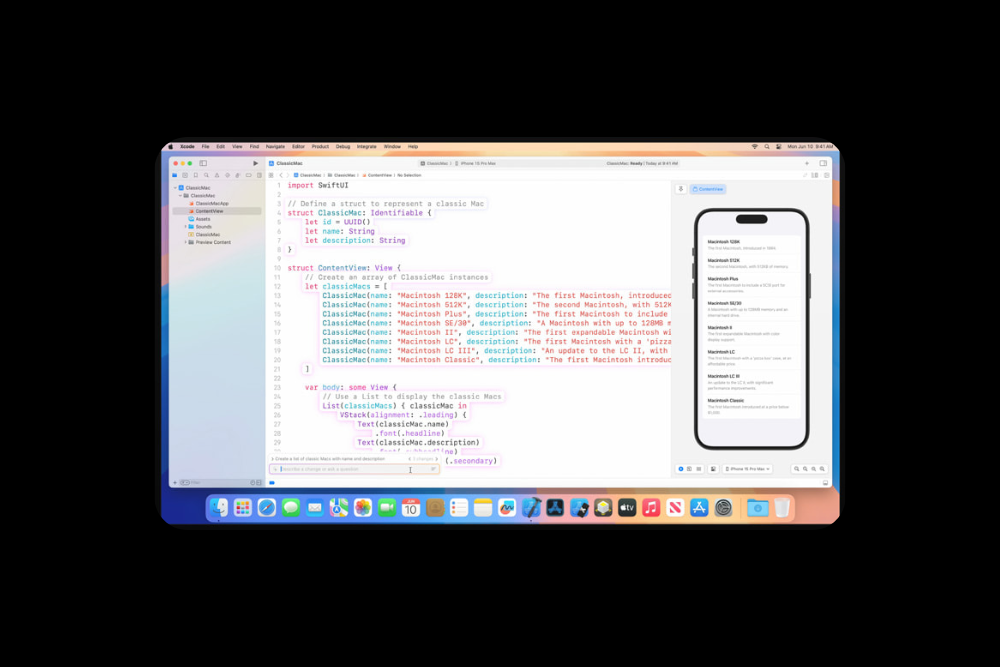 Xcode File Edit View Find Navigate Editor Product Debug Integrate Window Help
Mon Jun 10 9:41 AM
ClassicMac
ClassicMac
iPhone 15 Pro Max
ClassicMac: Ready | Today at 9:41 AM
ClassicMac
ClassicMac
ClassicMacApp
ContentView
Assets
Sounds
ClassicMac
Preview Content
ClassicMac
ClassicMac
ContentView
No Selection
1 import SwiftUI
2
3 // Define a struct to represent a classic Mac
4 struct ClassicMac: Identifiable {
5 let id = UUID()
6 let name: String
7 let description: String
8 }
9
10 struct ContentView: View {
11 // Create an array of ClassicMac instances
12 let classicMacs = [
13 ClassicMac(name: "Macintosh 128K", description: "The first Macintosh, introduced
14 ClassicMac(name: "Macintosh 512K", description: "The second Macintosh, with 512K
15 ClassicMac(name: "Macintosh Plus", description: "The first Macintosh to include
16 ClassicMac(name: "Macintosh SE/30", description: "A Macintosh with up to 128MB
17 ClassicMac(name: "Macintosh II", description: "The first expandable Macintosh wi
18 ClassicMac(name: "Macintosh LC", description: "The first Macintosh with a 'pizza
19 ClassicMac(name: "Macintosh LC III", description: "An update to the LC II, with
20 ClassicMac(name: "Macintosh Classic", description: "The first Macintosh introduc
21 ]
22
23 var body: some View {
24 // Use a List to display the classic Macs
25 List(classicMacs) { classicMac in
26 VStack(alignment: .leading) {
27 Text(classicMac.name)
28 .font(.headline)
29 Text(classicMac.description)
.font(.subheadline)
(.secondary)
Create a list of classic Macs with name and description
changes
Describe a change or ask a question
ContentView
Macintosh 128K
The first Macintosh, introduced in 1984.
Macintosh 512K
The second Macintosh, with 512KB of memory.
Macintosh Plus
The first Macintosh to include a SCSI port for
external accessories.
Macintosh SE/30
A Macintosh with up to 128MB memory and an
internal hard drive.
Macintosh II
The first expandable Macintosh with color
display support.
Macintosh LC
The first Macintosh with a 'pizza box' style, at an
affordable price.
Macintosh LC III
An update to the LC II, with significant
performance improvements.
Macintosh Classic
The first Macintosh introduced at a price below
$1,000.
iPhone 15 Pro Max
JUN
10
tv